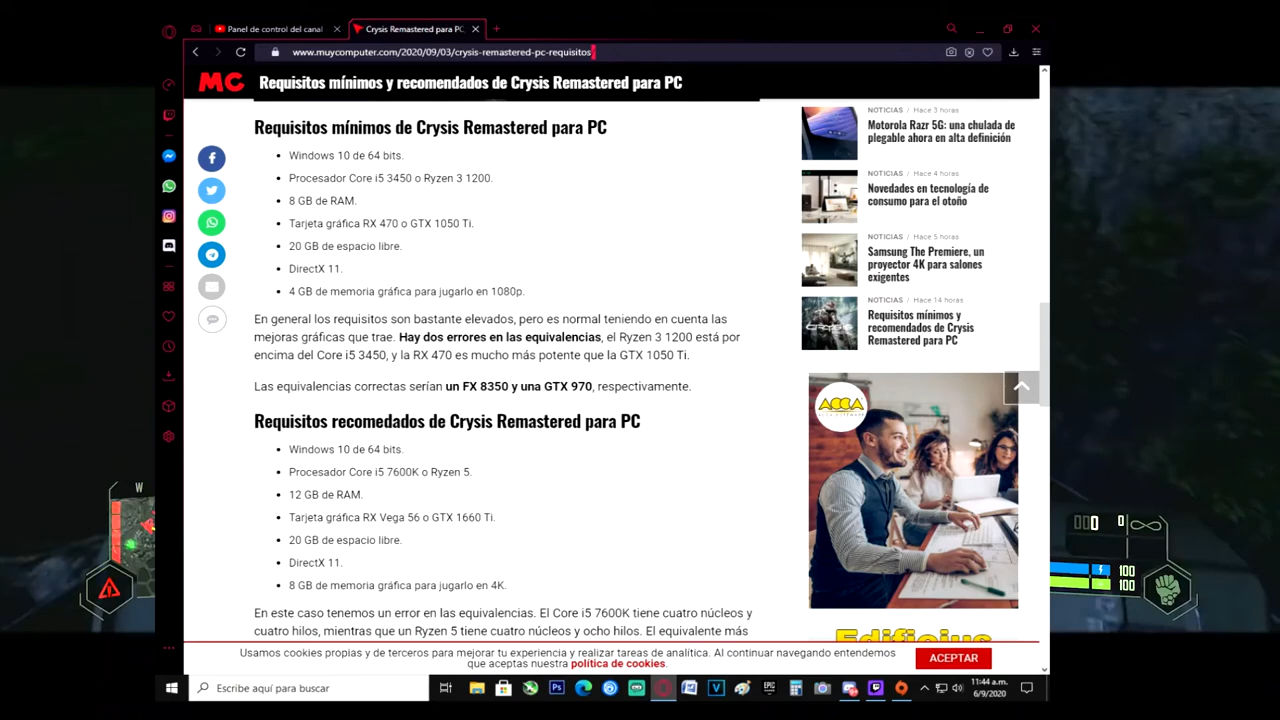 Panel de control del canal
Crysis Remastered para PC
www.muycomputer.com/2020/09/03/crysis-remastered-pc-requisitos
MC
Requisitos mínimos y recomendados de Crysis Remastered para PC
Requisitos mínimos de Crysis Remastered para PC
Windows 10 de 64 bits.
Procesador Core i5 3450 o Ryzen 3 1200.
8 GB de RAM.
Tarjeta gráfica RX 470 o GTX 1050 Ti.
20 GB de espacio libre.
DirectX 11.
4 GB de memoria gráfica para jugarlo en 1080p.
En general los requisitos son bastante elevados, pero es normal teniendo en cuenta las
mejoras gráficas que trae. Hay dos errores en las equivalencias, el Ryzen 3 1200 está por
encima del Core i5 3450, y la RX 470 es mucho más potente que la GTX 1050 Ti.
Las equivalencias correctas serían un FX 8350 y una GTX 970, respectivamente.
Requisitos recomedados de Crysis Remastered para PC
Windows 10 de 64 bits.
Procesador Core i5 7600K o Ryzen 5.
12 GB de RAM.
Tarjeta gráfica RX Vega 56 o GTX 1660 Ti.
20 GB de espacio libre.
DirectX 11.
8 GB de memoria gráfica para jugarlo en 4K.
En este caso tenemos un error en las equivalencias. El Core i5 7600K tiene cuatro núcleos y
cuatro hilos, mientras que un Ryzen 5 tiene cuatro núcleos y ocho hilos. El equivalente más
NOTICIAS / Hace 3 horas
Motorola Razr 5G: una chulada de
plegable ahora en alta definición
NOTICIAS / Hace 4 horas
Novedades en tecnología de
consumo para el otoño
NOTICIAS / Hace 5 horas
Samsung The Premiere, un
proyector 4K para salones
exigentes
NOTICIAS / Hace 14 horas
Requisitos mínimos y
recomendados de Crysis
Remastered para PC
CRYSIS
ACCA
Edificius
Usamos cookies propias y de terceros para mejorar tu experiencia y realizar tareas de analítica. Al continuar navegando entendemos
que aceptas nuestra política de cookies.
ACEPTAR
W
0
0
100
100
Escribe aquí para buscar
EPIC
11:44 a.m.
6/9/2020